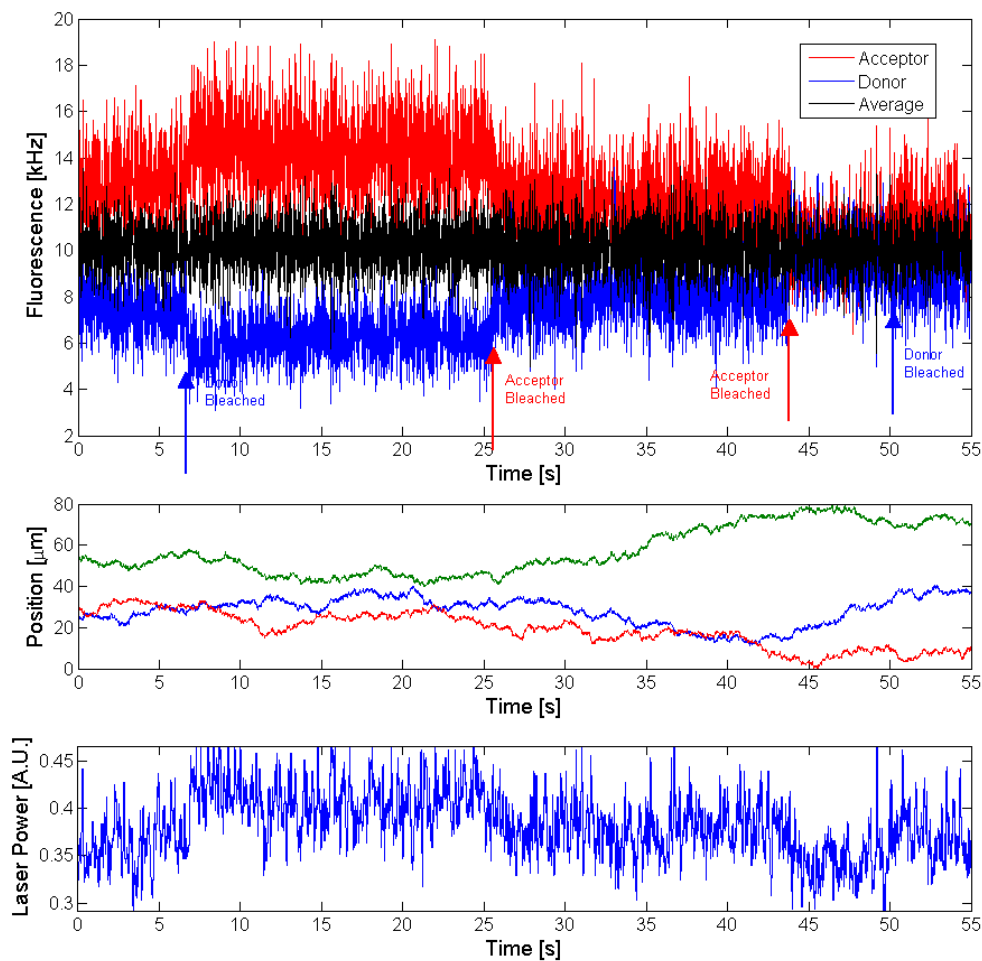 20
18
16
14
12
10
8
6
4
2
Fluorescence [kHz]
Acceptor
Donor
Average
Donor
Bleached
Acceptor
Bleached
Acceptor
Bleached
Donor
Bleached
0 5 10 15 20 25 30 35 40 45 50 55
Time [s]
80
60
40
20
0
Position [μm]
0 5 10 15 20 25 30 35 40 45 50 55
Time [s]
0.45
0.4
0.35
0.3
Laser Power [A.U.]
0 5 10 15 20 25 30 35 40 45 50 55
Time [s]